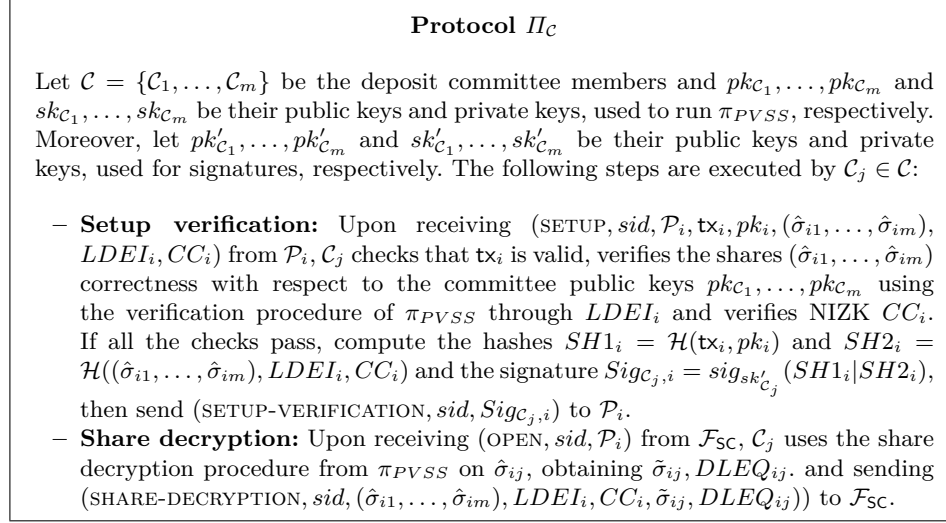 Protocol Π_𝒞
Let 𝒞 = {𝒞_1, . . . , 𝒞_m} be the deposit committee members and pk_{𝒞_1}, . . . , pk_{𝒞_m} and
sk_{𝒞_1}, . . . , sk_{𝒞_m} be their public keys and private keys, used to run π_{PVSS}, respectively.
Moreover, let pk′_{𝒞_1}, . . . , pk′_{𝒞_m} and sk′_{𝒞_1}, . . . , sk′_{𝒞_m} be their public keys and private
keys, used for signatures, respectively. The following steps are executed by 𝒞_j ∈ 𝒞:
– Setup verification: Upon receiving (SETUP, sid, 𝒫_i, tx_i, pk_i, (σ̂_{i1}, . . . , σ̂_{im}),
LDEI_i, CC_i) from 𝒫_i, 𝒞_j checks that tx_i is valid, verifies the shares (σ̂_{i1}, . . . , σ̂_{im})
correctness with respect to the committee public keys pk_{𝒞_1}, . . . , pk_{𝒞_m} using
the verification procedure of π_{PVSS} through LDEI_i and verifies NIZK CC_i.
If all the checks pass, compute the hashes SH1_i = ℋ(tx_i, pk_i) and SH2_i =
ℋ((σ̂_{i1}, . . . , σ̂_{im}), LDEI_i, CC_i) and the signature Sig_{𝒞_j,i} = sig_{sk′_{𝒞_j}}(SH1_i|SH2_i),
then send (SETUP-VERIFICATION, sid, Sig_{𝒞_j,i}) to 𝒫_i.
– Share decryption: Upon receiving (OPEN, sid, 𝒫_i) from ℱ_{SC}, 𝒞_j uses the share
decryption procedure from π_{PVSS} on σ̂_{ij}, obtaining σ̃_{ij}, DLEQ_{ij}. and sending
(SHARE-DECRYPTION, sid, (σ̂_{i1}, . . . , σ̂_{im}), LDEI_i, CC_i, σ̃_{ij}, DLEQ_{ij})) to ℱ_{SC}.